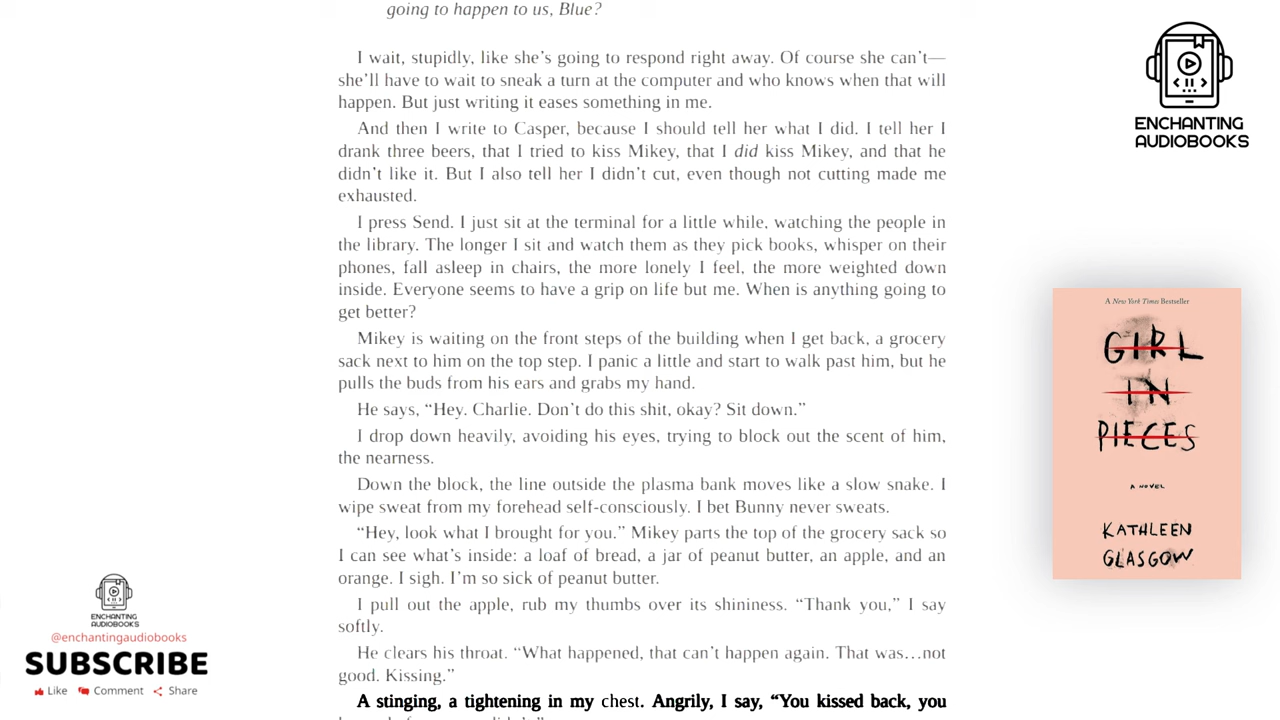 going to happen to us, Blue?
I wait, stupidly, like she's going to respond right away. Of course she can't—
she'll have to wait to sneak a turn at the computer and who knows when that will
happen. But just writing it eases something in me.
And then I write to Casper, because I should tell her what I did. I tell her I
drank three beers, that I tried to kiss Mikey, that I did kiss Mikey, and that he
didn't like it. But I also tell her I didn't cut, even though not cutting made me
exhausted.
I press Send. I just sit at the terminal for a little while, watching the people in
the library. The longer I sit and watch them as they pick books, whisper on their
phones, fall asleep in chairs, the more lonely I feel, the more weighted down
inside. Everyone seems to have a grip on life but me. When is anything going to
get better?
Mikey is waiting on the front steps of the building when I get back, a grocery
sack next to him on the top step. I panic a little and start to walk past him, but he
pulls the buds from his ears and grabs my hand.
He says, “Hey. Charlie. Don't do this shit, okay? Sit down.”
I drop down heavily, avoiding his eyes, trying to block out the scent of him,
the nearness.
Down the block, the line outside the plasma bank moves like a slow snake. I
wipe sweat from my forehead self-consciously. I bet Bunny never sweats.
“Hey, look what I brought for you.” Mikey parts the top of the grocery sack so
I can see what's inside: a loaf of bread, a jar of peanut butter, an apple, and an
orange. I sigh. I'm so sick of peanut butter.
I pull out the apple, rub my thumbs over its shininess. “Thank you,” I say
softly.
He clears his throat. “What happened, that can't happen again. That was…not
good. Kissing.”
A stinging, a tightening in my chest. Angrily, I say, “You kissed back, you
ENCHANTING
AUDIOBOOKS
A New York Times Bestseller
GIRL
IN
PIECES
A NOVEL
KATHLEEN
GLASGOW
ENCHANTING
AUDIOBOOKS
@enchantingaudiobooks
SUBSCRIBE
Like Comment Share